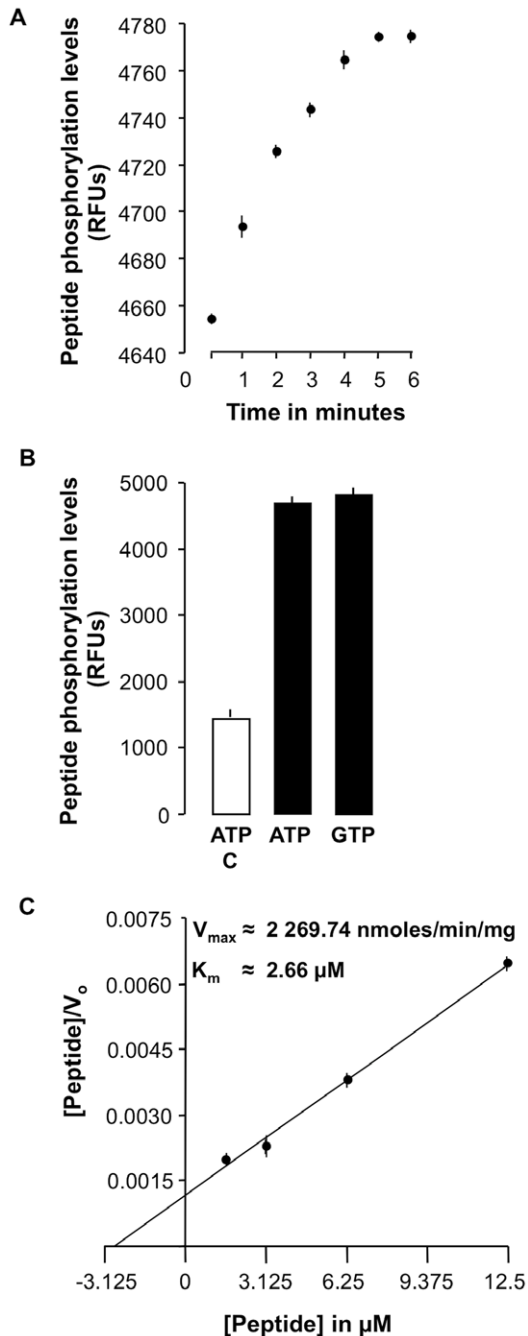 A
Peptide phosphorylation levels
(RFUs)
4780
4760
4740
4720
4700
4680
4660
4640
0 1 2 3 4 5 6
Time in minutes
B
Peptide phosphorylation levels
(RFUs)
5000
4000
3000
2000
1000
0
ATP ATP GTP
C
C
[Peptide]/Vo
0.0075
0.0060
0.0045
0.0030
0.0015
Vmax ≈ 2 269.74 nmoles/min/mg
Km ≈ 2.66 µM
-3.125 0 3.125 6.25 9.375 12.5
[Peptide] in µM